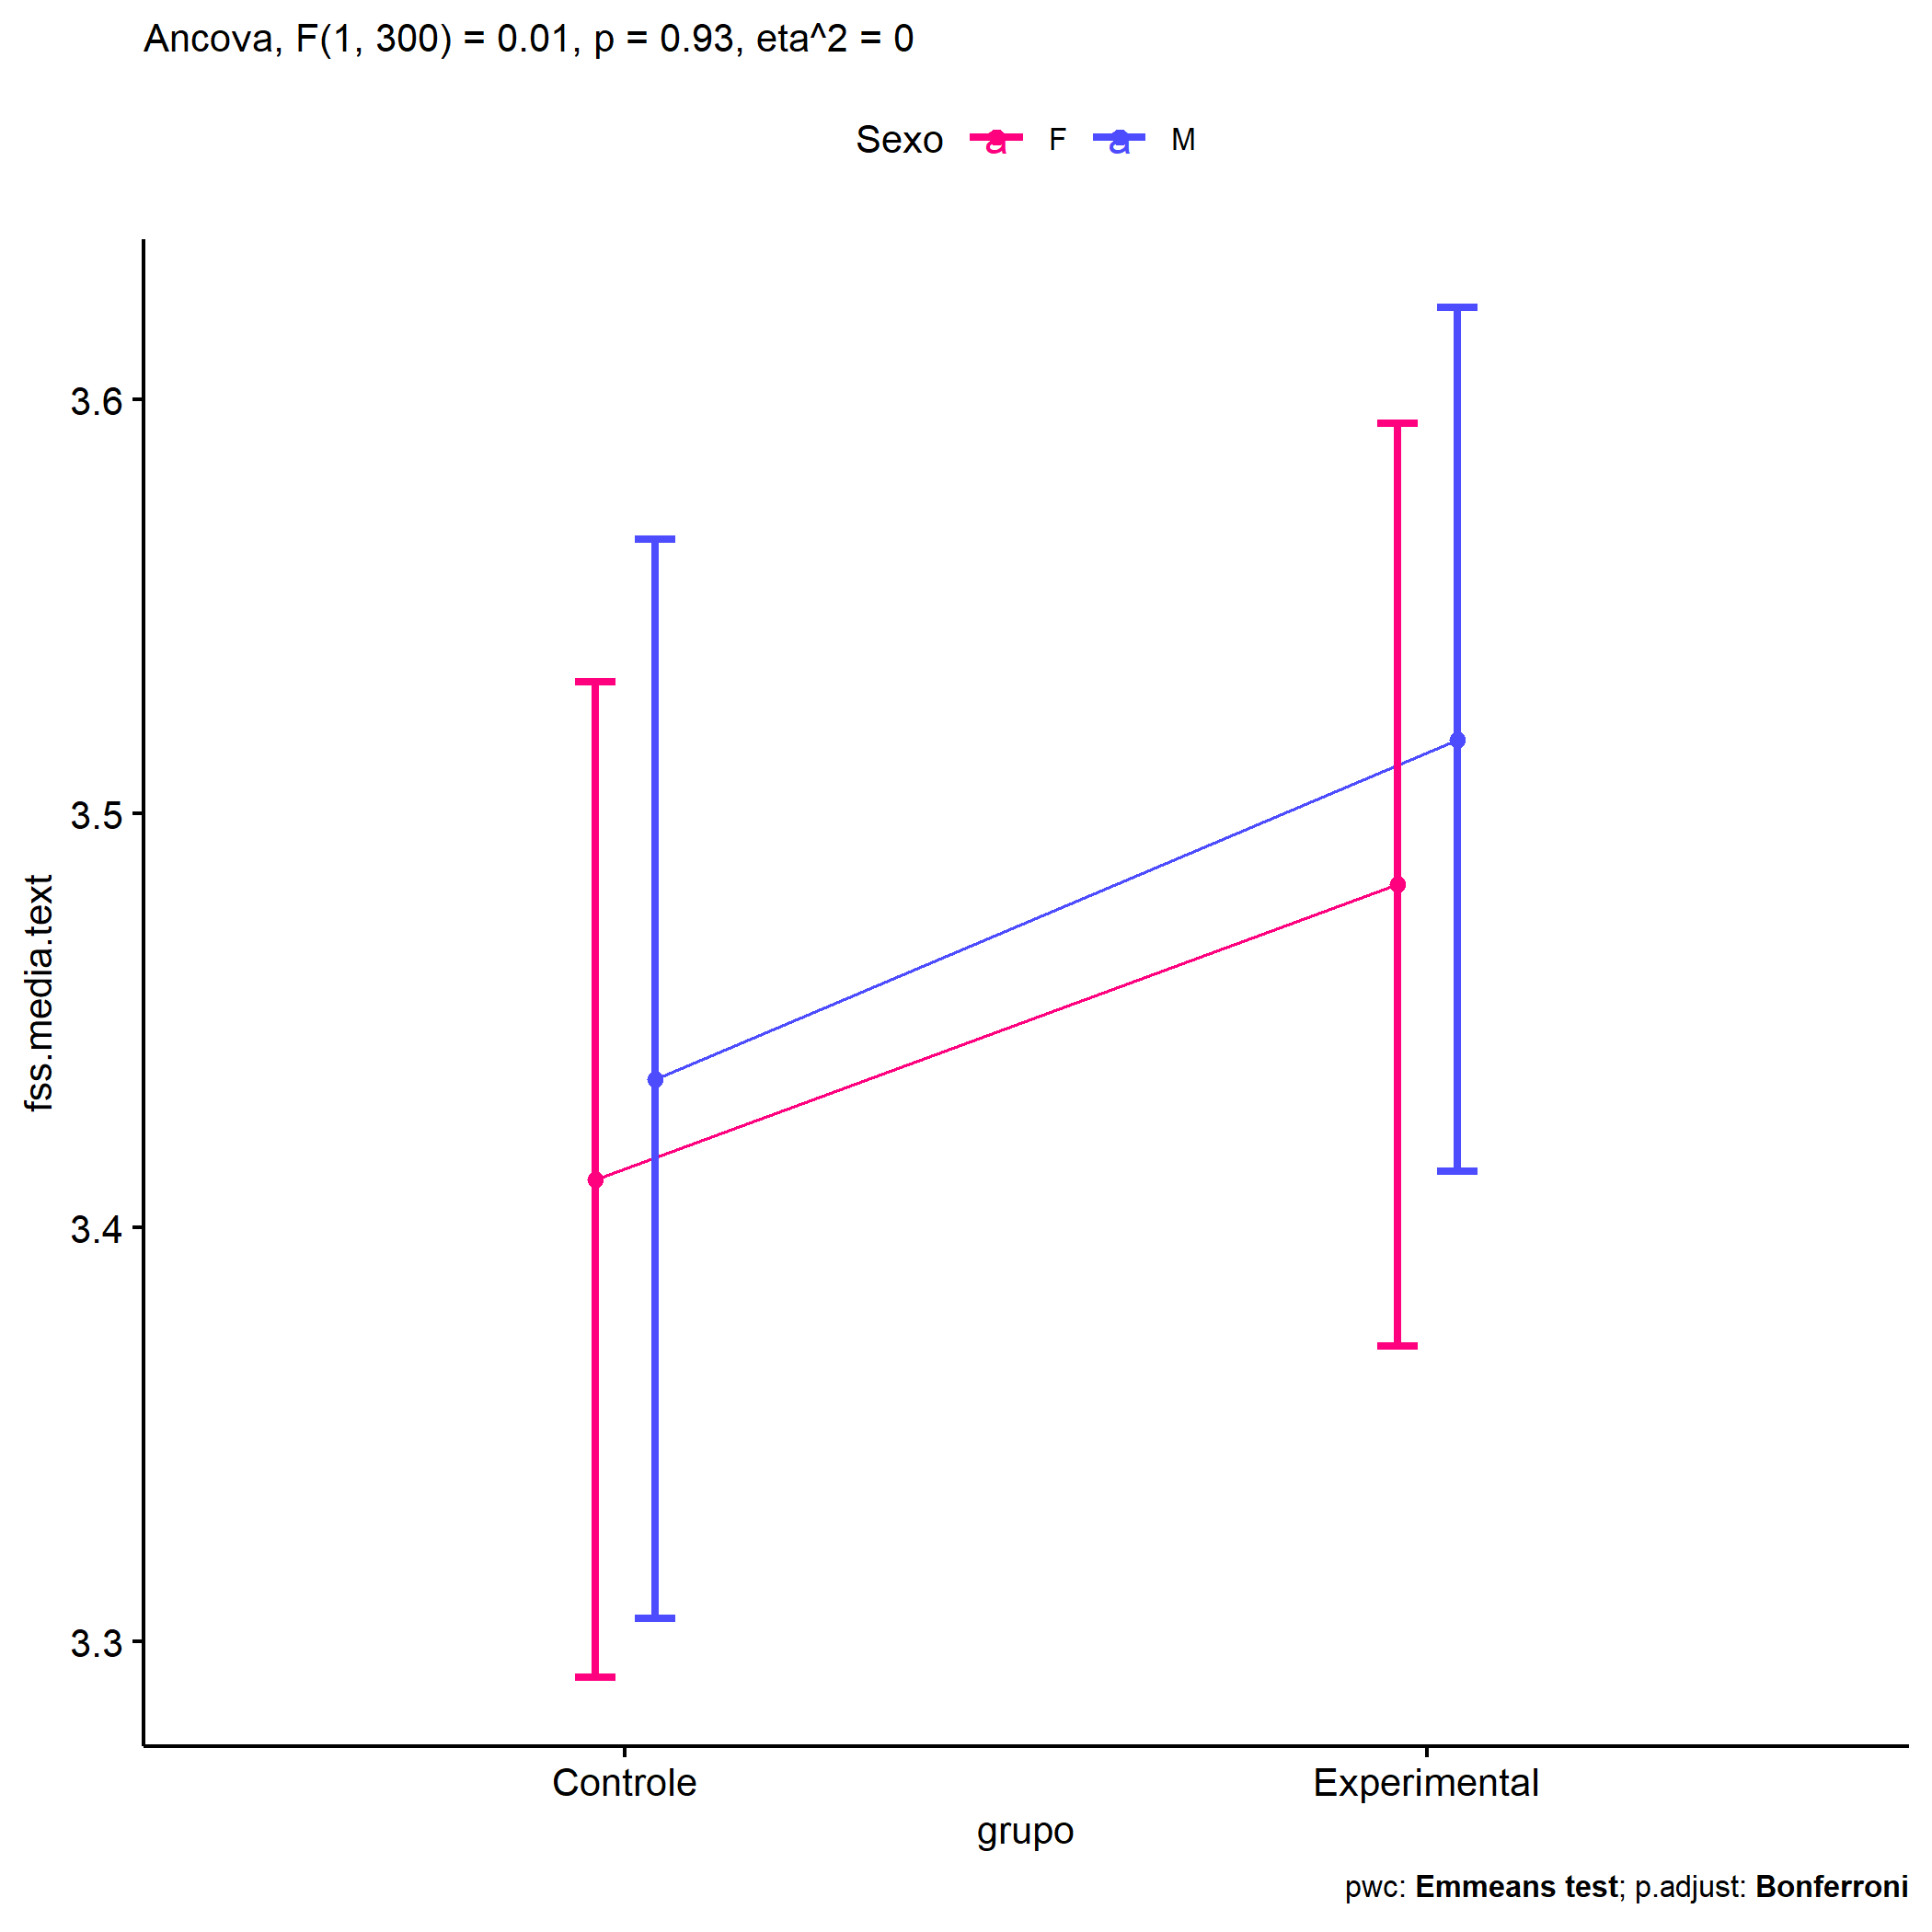 Ancova, F(1, 300) = 0.01, p = 0.93, eta^2 = 0
Sexo a F a M
3.6
3.5
3.4
3.3
fss.media.text
Controle Experimental
grupo
pwc: Emmeans test; p.adjust: Bonferroni